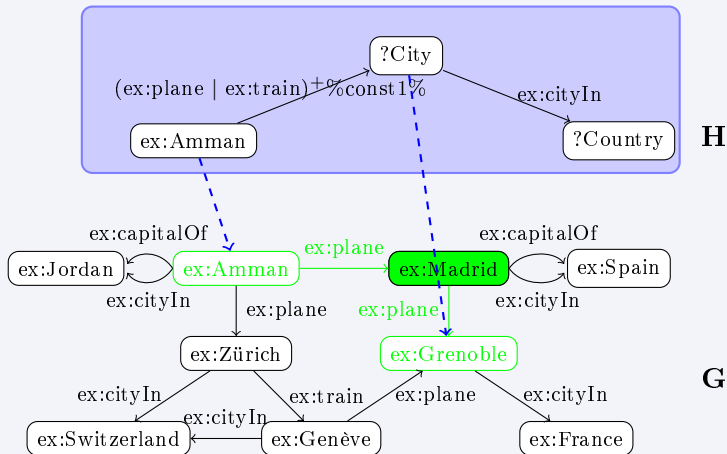 ?City
(ex:plane | ex:train)+%const1%
ex:cityIn
ex:Amman
?Country
H
ex:capitalOf
ex:plane
ex:capitalOf
ex:Jordan
ex:Amman
ex:Madrid
ex:Spain
ex:cityIn
ex:plane
ex:plane
ex:cityIn
ex:Zürich
ex:Grenoble
G
ex:cityIn
ex:train
ex:plane
ex:cityIn
ex:cityIn
ex:Switzerland
ex:Genève
ex:France